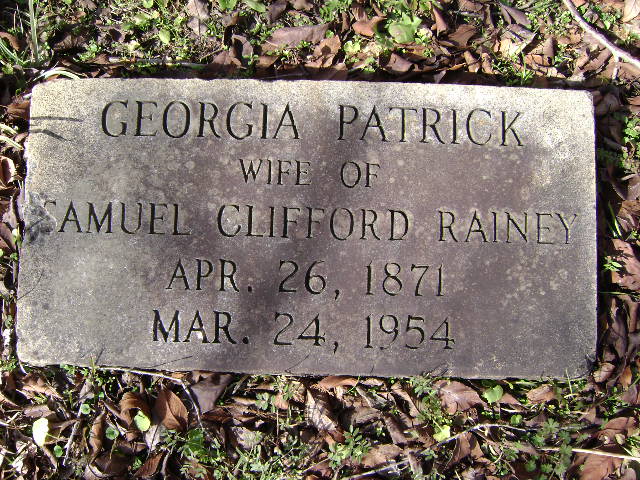 GEORGIA PATRICK
WIFE OF
SAMUEL CLIFFORD RAINEY
APR. 26, 1871
MAR. 24, 1954